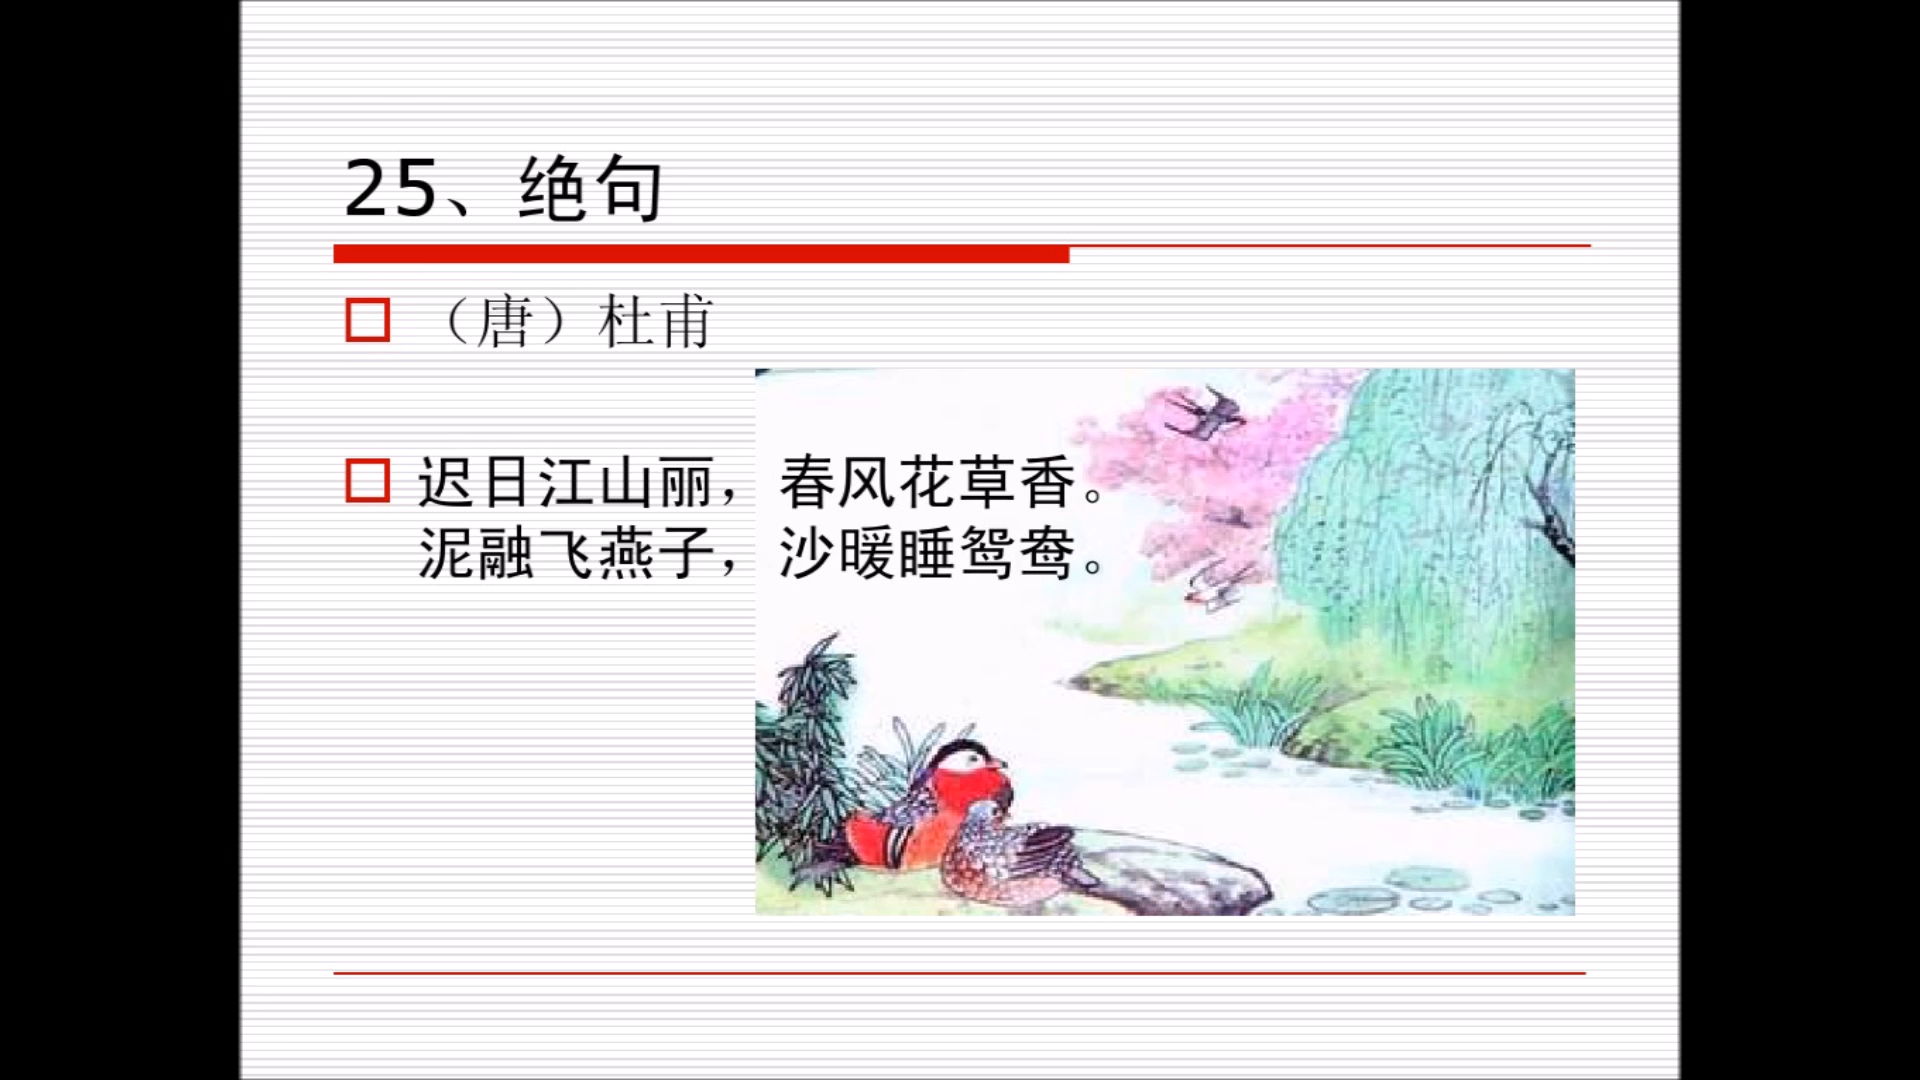 25、绝句
（唐）杜甫
迟日江山丽，春风花草香。
泥融飞燕子，沙暖睡鸳鸯。